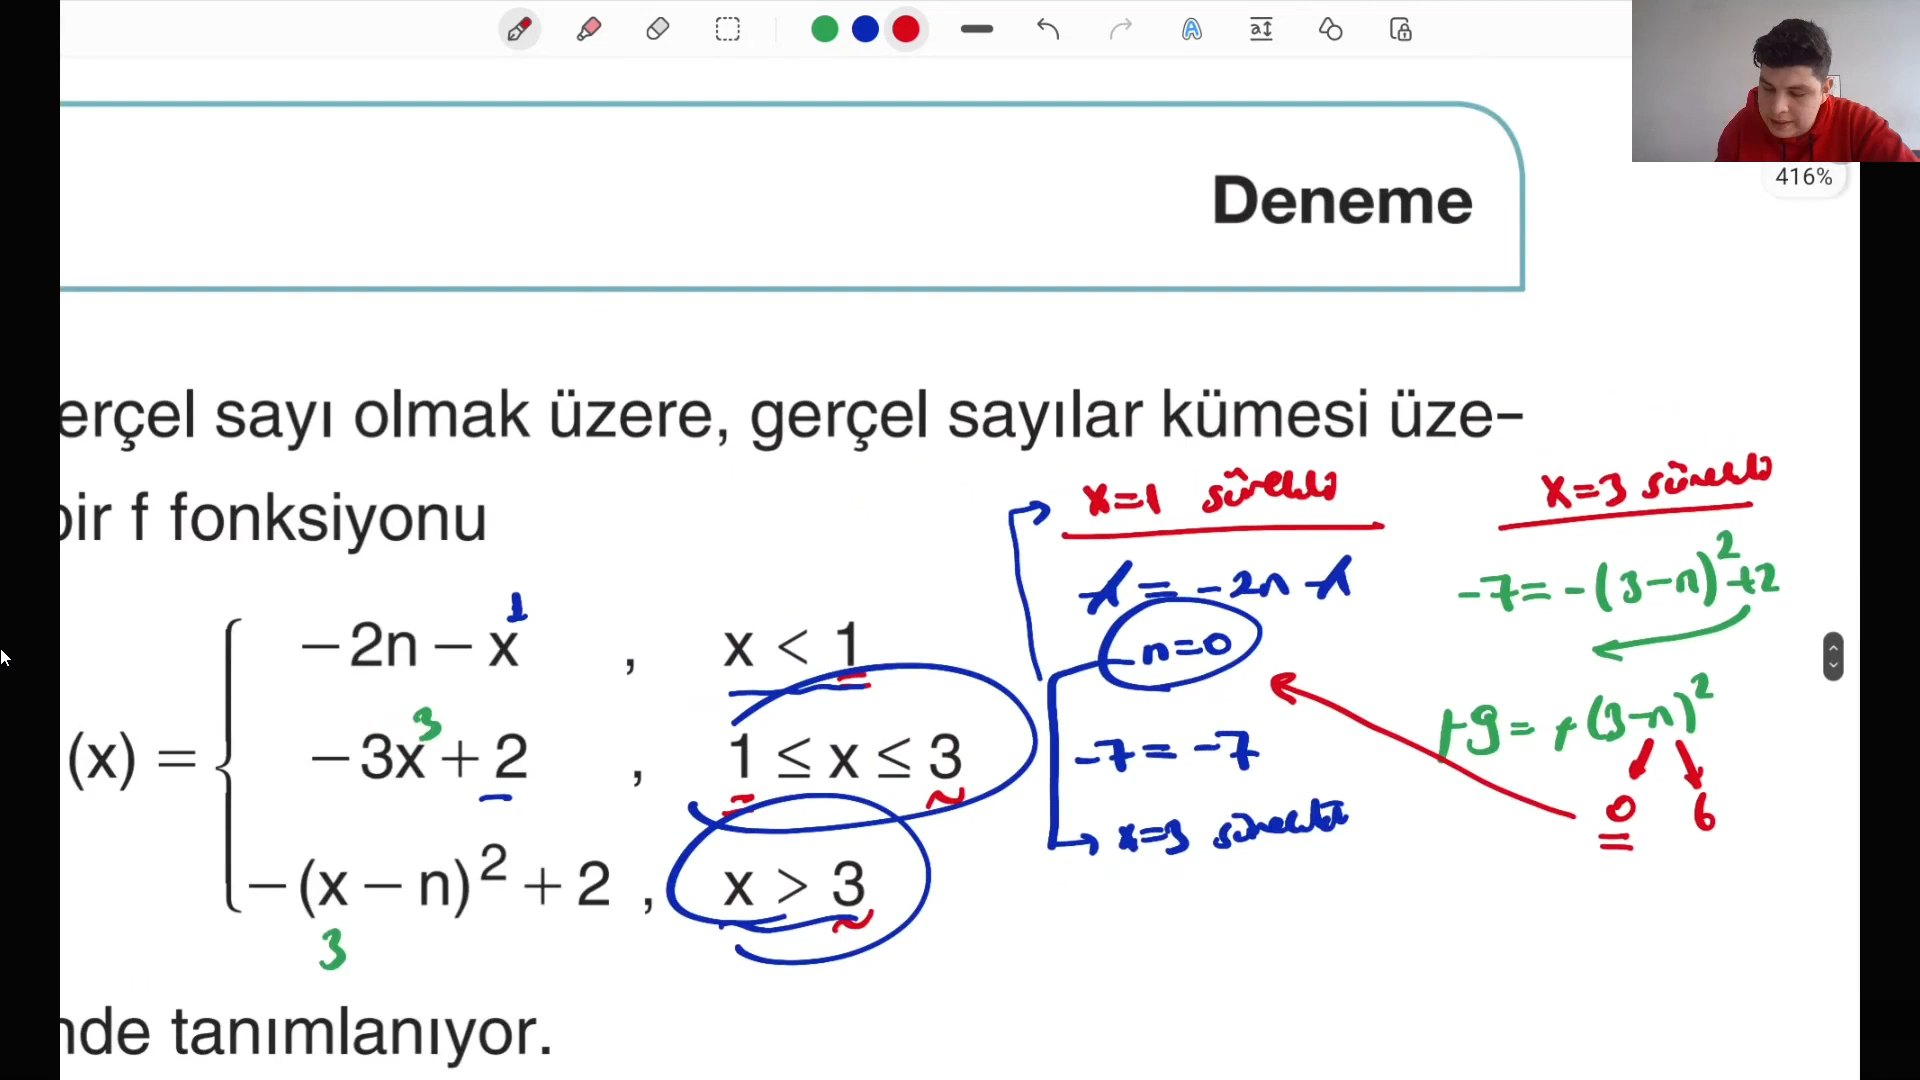 416%
Deneme
erçel sayı olmak üzere, gerçel sayılar kümesi üze-
bir f fonksiyonu
x=1 sürekli
x=3 sürekli
-1 = -2n -1
-7 = -(3-n)²+2
n=0
+9 = +(3-n)²
0 6
-7 = -7
x=3 sürekli
1
−2n − x , x < 1
3
(x) = −3x + 2 , 1 ≤ x ≤ 3
−(x − n)² + 2 , x > 3
3
nde tanımlanıyor.